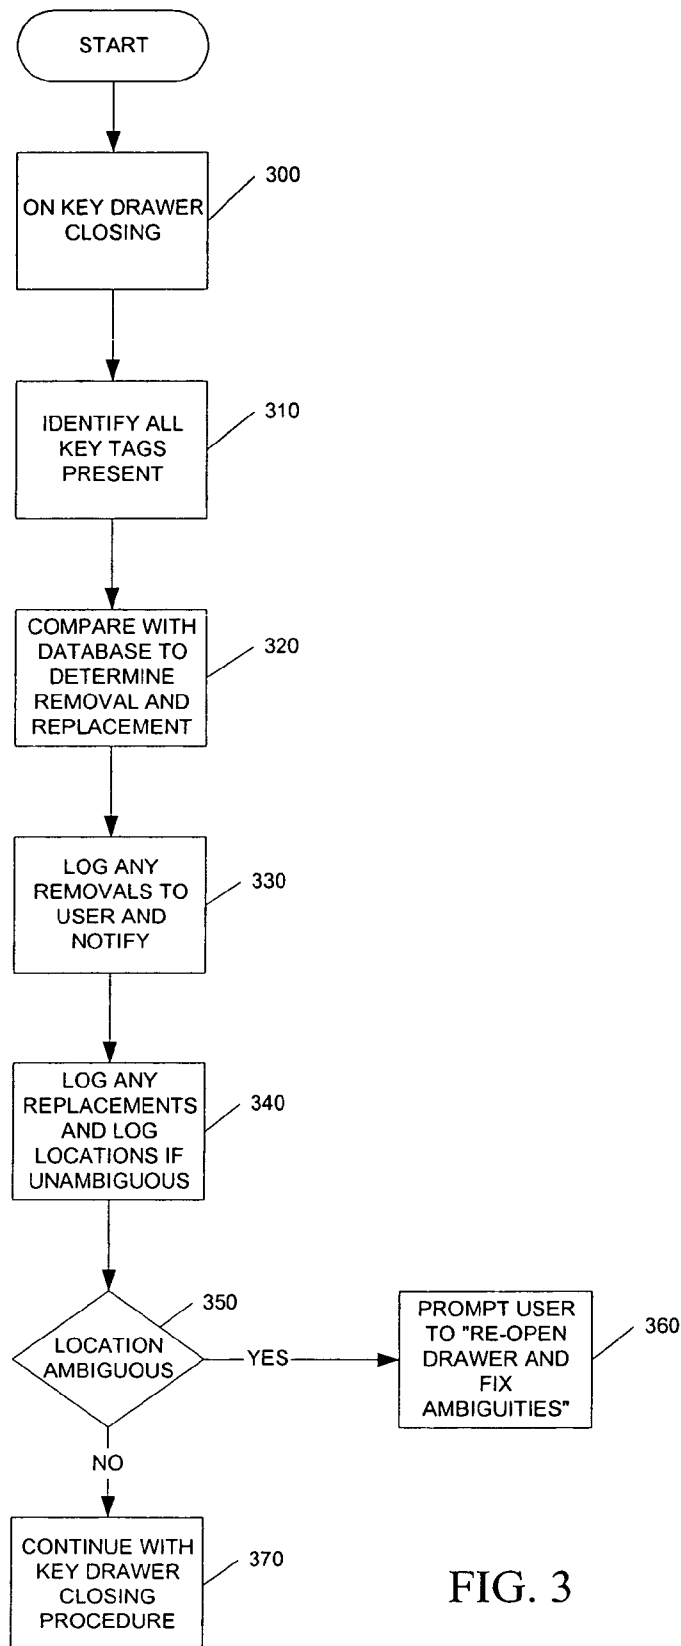 START
300
ON KEY DRAWER
CLOSING
310
IDENTIFY ALL
KEY TAGS
PRESENT
320
COMPARE WITH
DATABASE TO
DETERMINE
REMOVAL AND
REPLACEMENT
330
LOG ANY
REMOVALS TO
USER AND
NOTIFY
340
LOG ANY
REPLACEMENTS
AND LOG
LOCATIONS IF
UNAMBIGUOUS
350
LOCATION
AMBIGUOUS
YES
PROMPT USER
TO "RE-OPEN
DRAWER AND
FIX
AMBIGUITIES"
360
NO
370
CONTINUE WITH
KEY DRAWER
CLOSING
PROCEDURE
FIG. 3